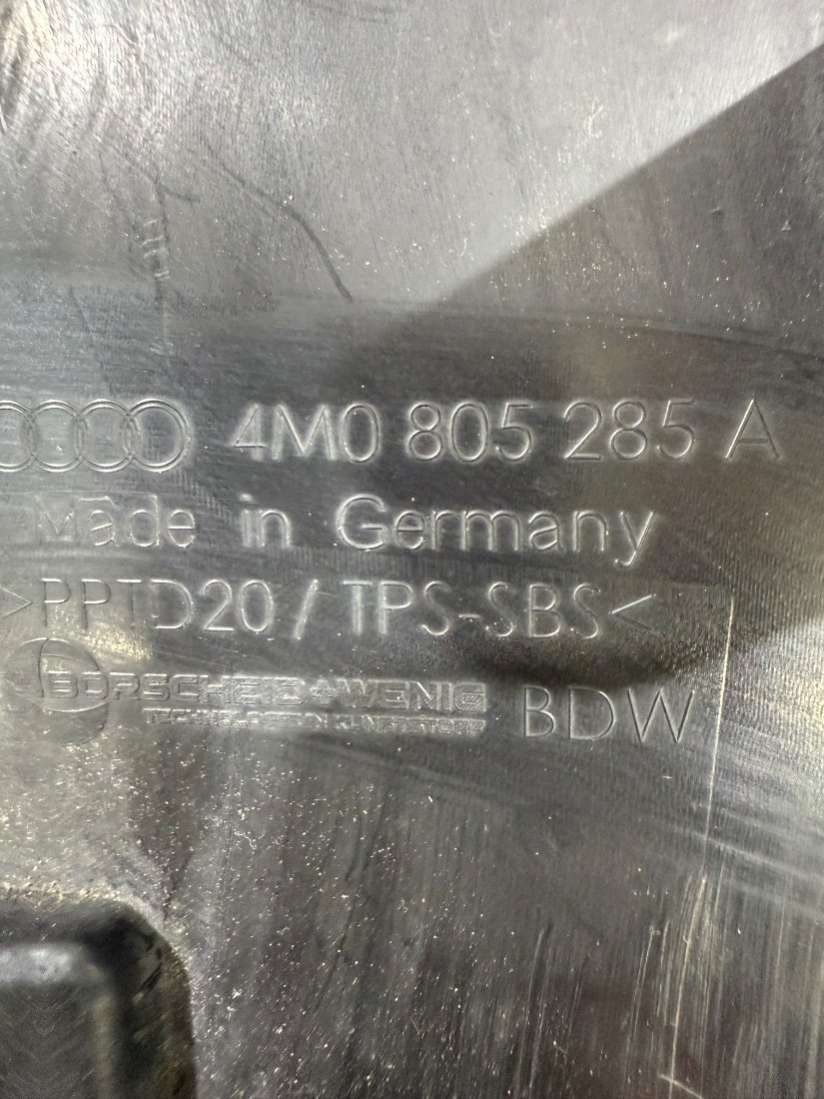 4M0 805 285 A
Made in Germany
>PPTD20/TPS-SBS<
BORSCHEID+WENIG BDW